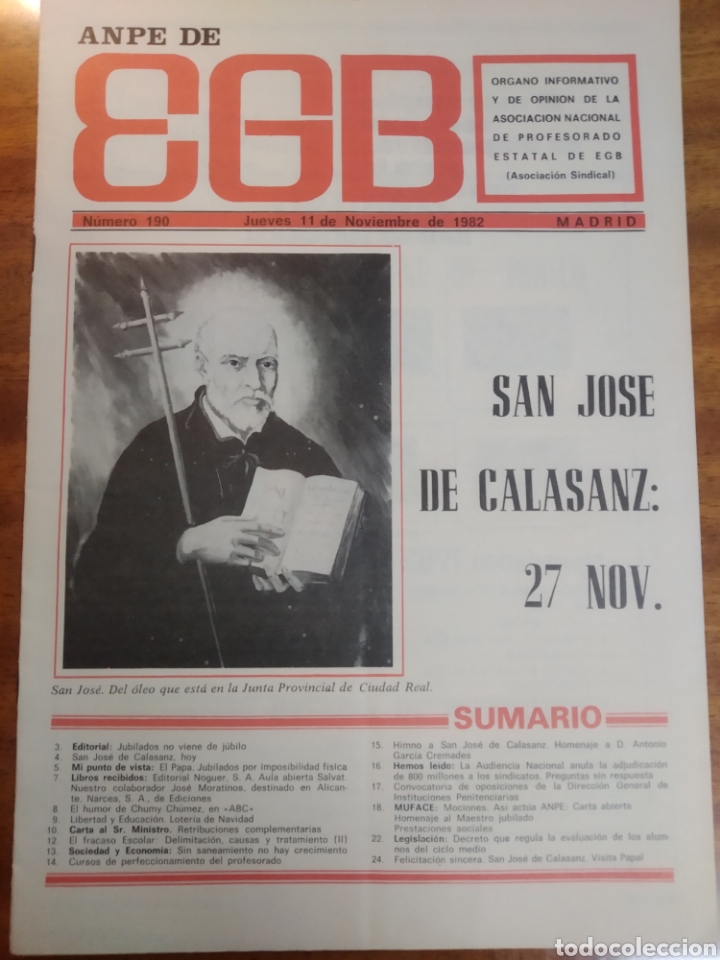 ANPE DE
EGB
ORGANO INFORMATIVO
Y DE OPINION DE LA
ASOCIACION NACIONAL
DE PROFESORADO
ESTATAL DE EGB
(Asociación Sindical)
Número 190 Jueves 11 de Noviembre de 1982 MADRID
SAN JOSE
DE CALASANZ:
27 NOV.
San José. Del óleo que está en la Junta Provincial de Ciudad Real.
SUMARIO
3. Editorial: Jubilados no viene de júbilo
4. San José de Calasanz, hoy
5. Mi punto de vista: El Papa. Jubilados por imposibilidad física
7. Libros recibidos: Editorial Noguer, S. A. Aula abierta Salvat.
Nuestro colaborador José Moratinos, destinado en Alican-
te. Narcea, S. A., de Ediciones
8. El humor de Chumy Chúmez, en «ABC»
9. Libertad y Educación. Lotería de Navidad
10. Carta al Sr. Ministro. Retribuciones complementarias
12. El fracaso Escolar: Delimitación, causas y tratamiento (II)
13. Sociedad y Economía: Sin saneamiento no hay crecimiento
14. Cursos de perfeccionamiento del profesorado
15. Himno a San José de Calasanz. Homenaje a D. Antonio
García Cremades
16. Hemos leído: La Audiencia Nacional anula la adjudicación
de 800 millones a los sindicatos. Preguntas sin respuesta
17. Convocatoria de oposiciones de la Dirección General de
Instituciones Penitenciarias
18. MUFACE: Mociones. Así actúa ANPE: Carta abierta
Homenaje al Maestro jubilado
Prestaciones sociales
22. Legislación: Decreto que regula la evaluación de los alum-
nos del ciclo medio
24. Felicitación sincera. San José de Calasanz. Visita Papal
todocoleccion